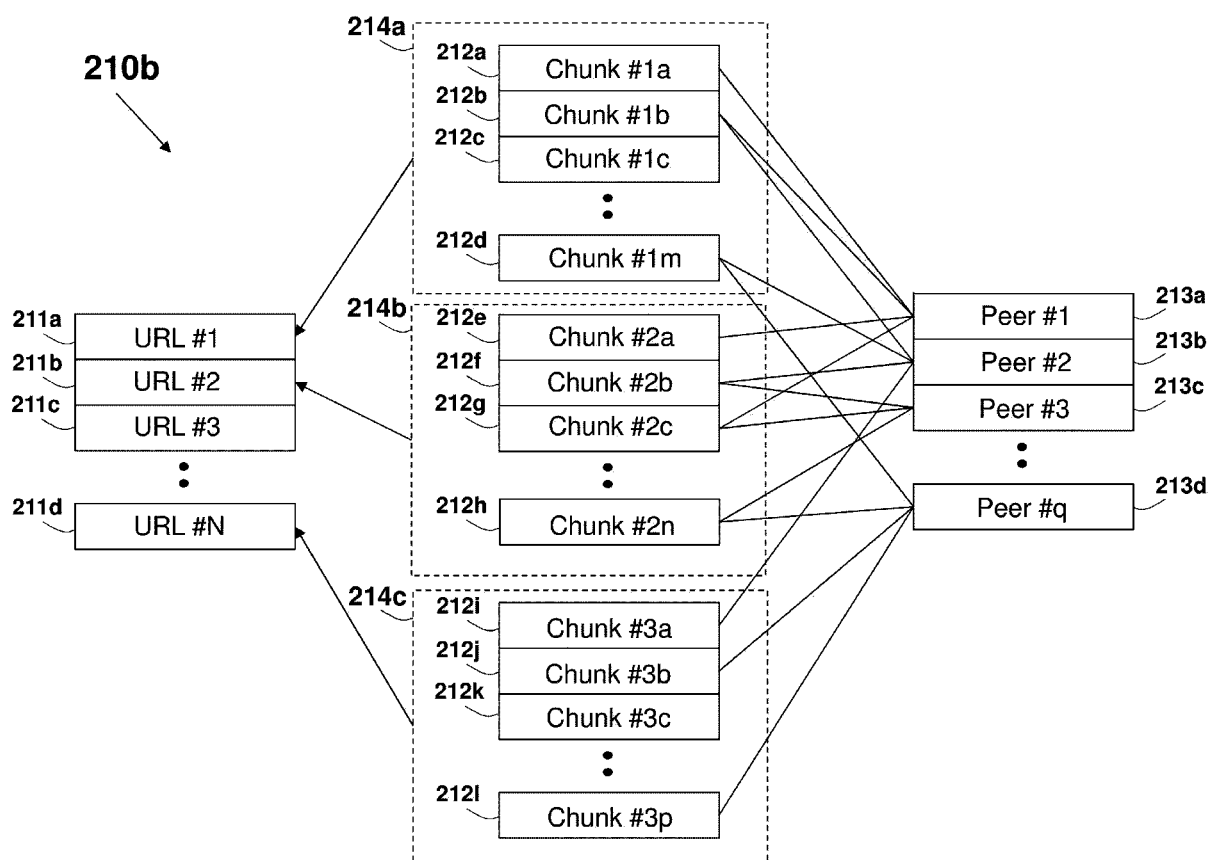 210b
214a
212a
Chunk #1a
212b
Chunk #1b
212c
Chunk #1c
212d
Chunk #1m
211a
URL #1
211b
URL #2
211c
URL #3
211d
URL #N
214b
212e
Chunk #2a
212f
Chunk #2b
212g
Chunk #2c
212h
Chunk #2n
Peer #1
213a
Peer #2
213b
Peer #3
213c
Peer #q
213d
214c
212i
Chunk #3a
212j
Chunk #3b
212k
Chunk #3c
212l
Chunk #3p